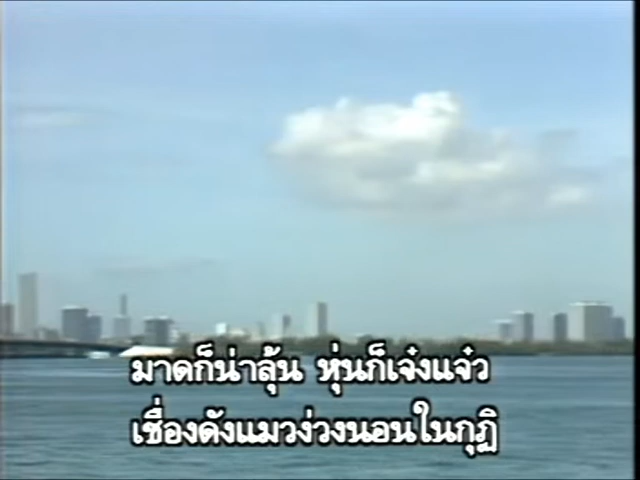 มาดก็น่าลุ้น หุ่นก็เจ๋งแจ๋ว
เชื่องดังแมวง่วงนอนในกุฏิ